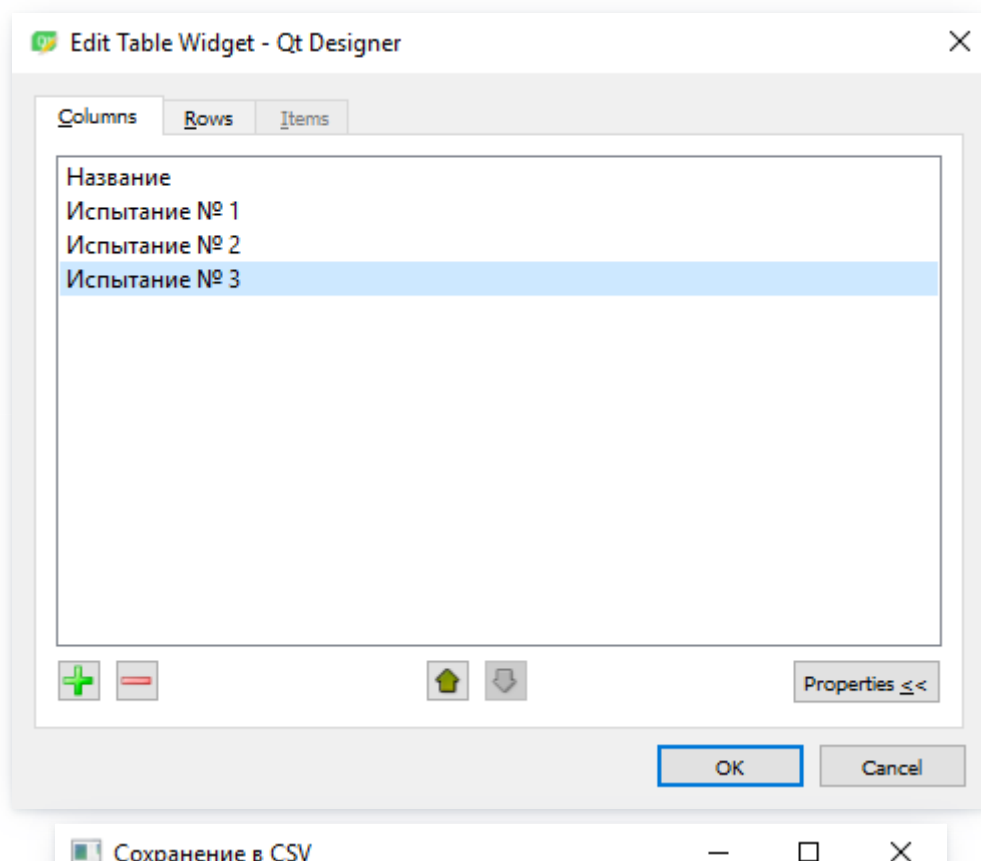 Edit Table Widget - Qt Designer
Columns Rows Items
Название
Испытание № 1
Испытание № 2
Испытание № 3
Properties <<
OK Cancel
Сохранение в CSV